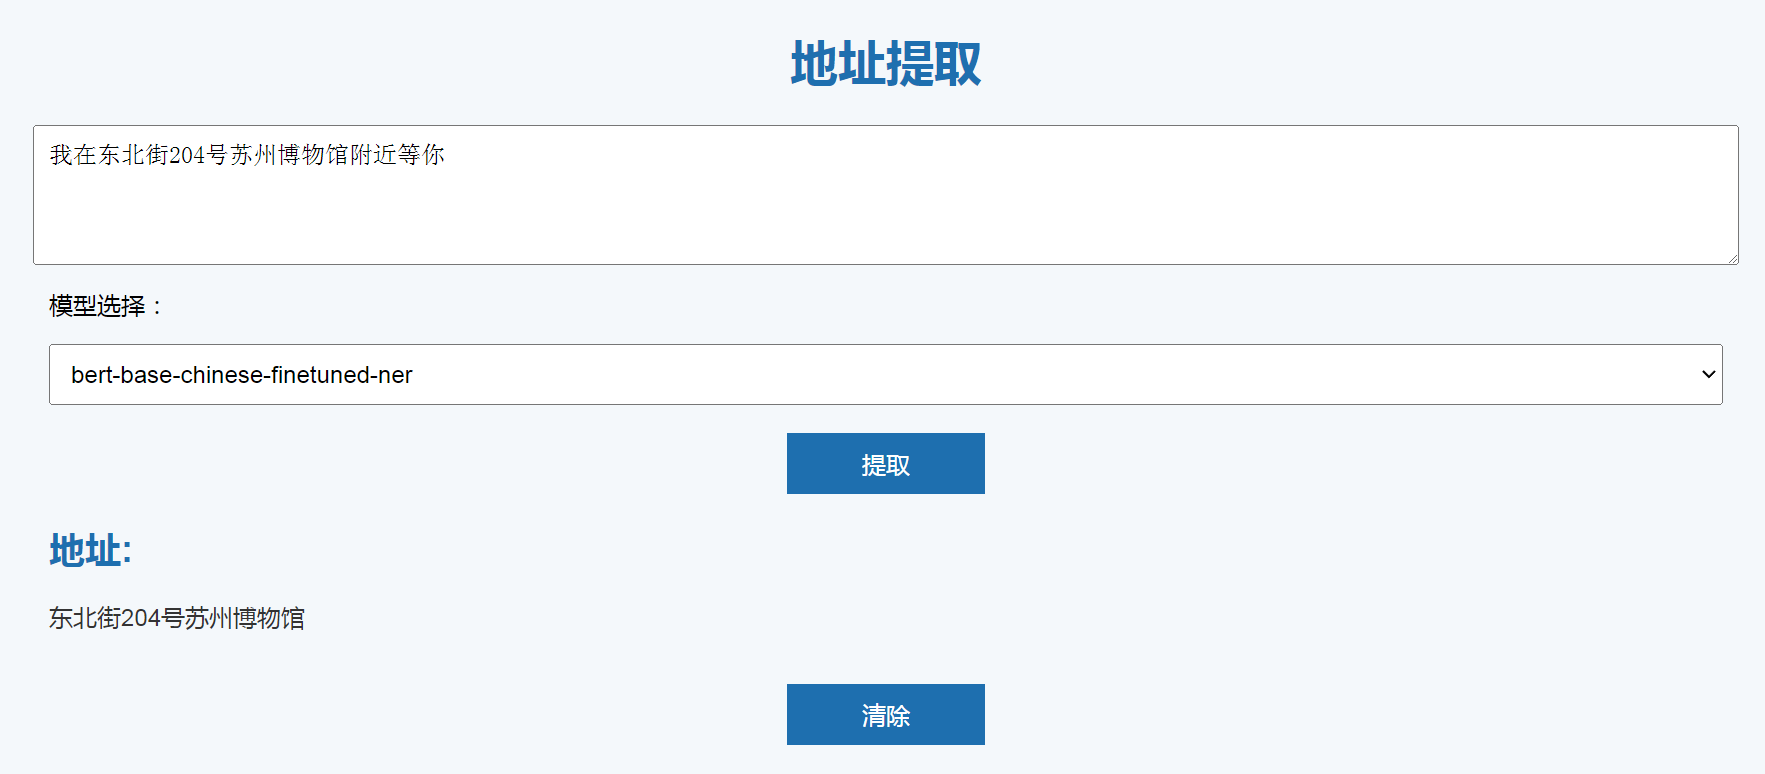 地址提取
我在东北街204号苏州博物馆附近等你
模型选择：
bert-base-chinese-finetuned-ner
提取
地址:
东北街204号苏州博物馆
清除